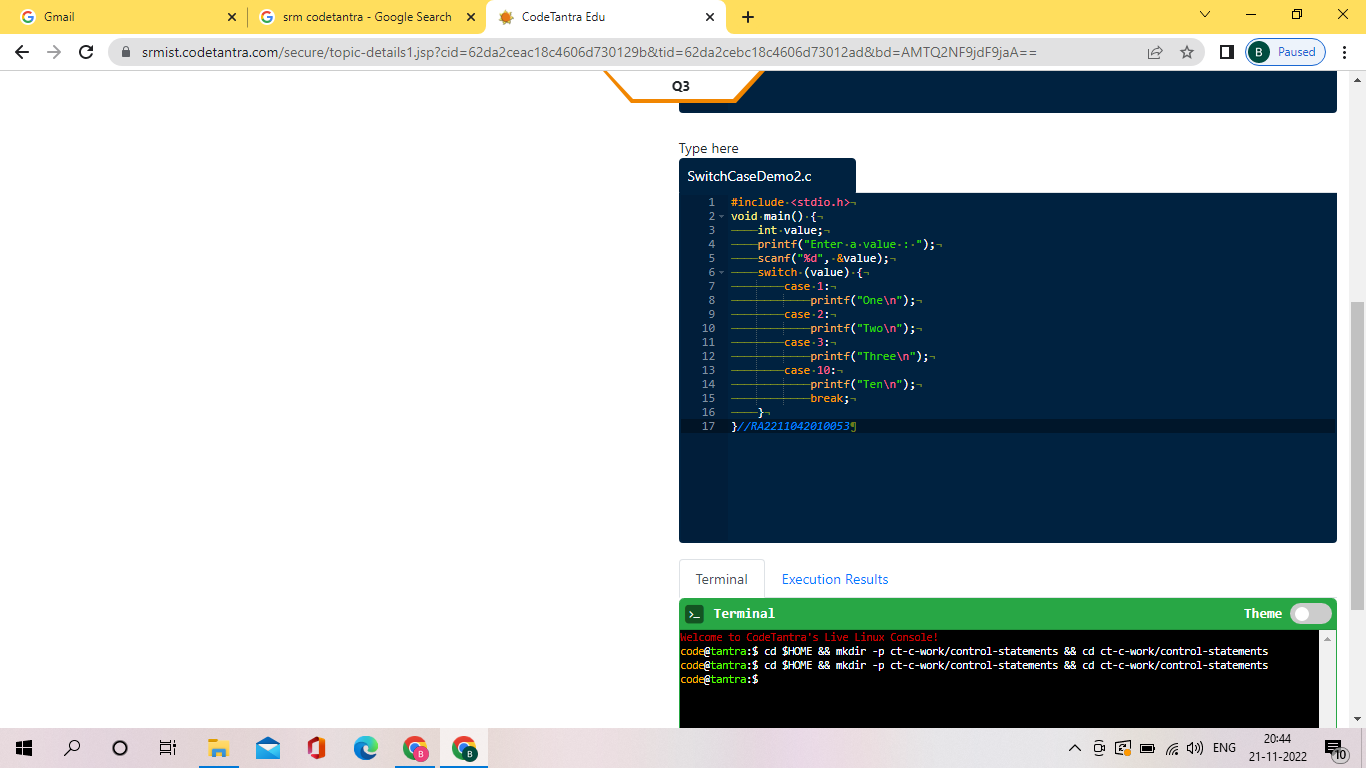 Gmail
srm codetantra - Google Search
CodeTantra Edu
srmist.codetantra.com/secure/topic-details1.jsp?cid=62da2ceac18c4606d730129b&tid=62da2cebc18c4606d73012ad&bd=AMTQ2NF9jdF9jaA==
B Paused
Q3
Type here
SwitchCaseDemo2.c
1 #include <stdio.h>
2 void main() {
3 int value;
4 printf("Enter a value : ");
5 scanf("%d", &value);
6 switch (value) {
7 case 1:
8 printf("One\n");
9 case 2:
10 printf("Two\n");
11 case 3:
12 printf("Three\n");
13 case 10:
14 printf("Ten\n");
15 break;
16 }
17 }//RA2211042010053
Terminal Execution Results
Terminal Theme
Welcome to CodeTantra's Live Linux Console!
code@tantra:$ cd $HOME && mkdir -p ct-c-work/control-statements && cd ct-c-work/control-statements
code@tantra:$ cd $HOME && mkdir -p ct-c-work/control-statements && cd ct-c-work/control-statements
code@tantra:$
B
B
ENG
20:44
21-11-2022
10